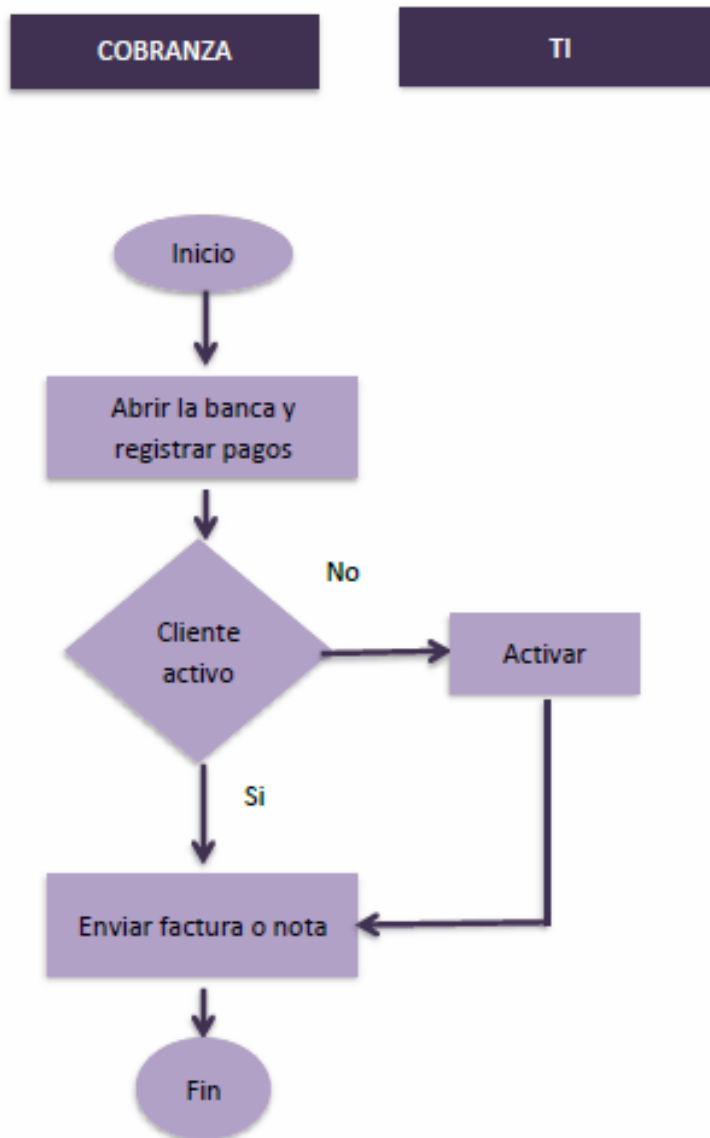 COBRANZA
TI
Inicio
Abrir la banca y
registrar pagos
No
Cliente
activo
Activar
Si
Enviar factura o nota
Fin